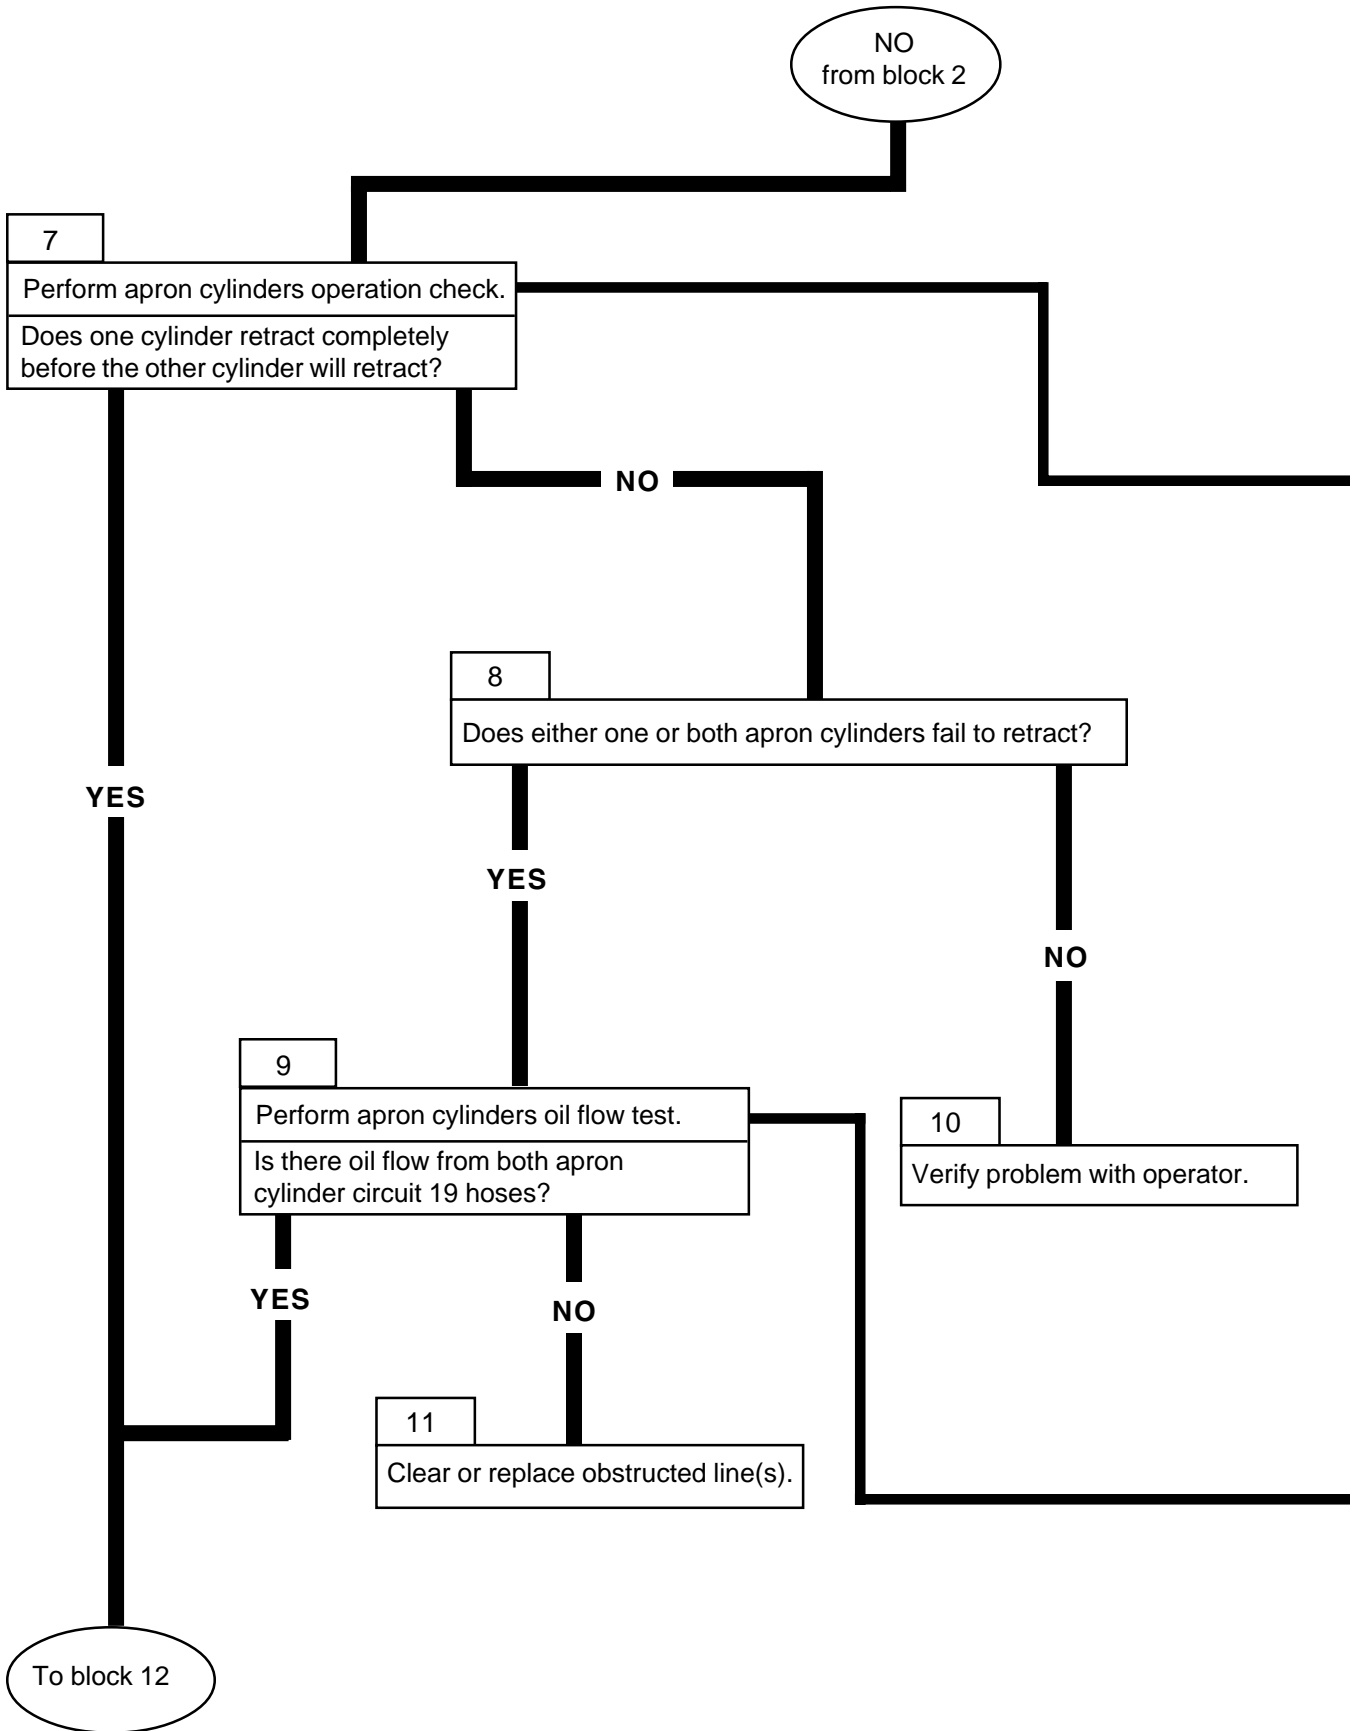 NO
from block 2
7
Perform apron cylinders operation check.
Does one cylinder retract completely
before the other cylinder will retract?
NO
8
Does either one or both apron cylinders fail to retract?
YES
YES
NO
9
Perform apron cylinders oil flow test.
Is there oil flow from both apron
cylinder circuit 19 hoses?
10
Verify problem with operator.
YES
NO
11
Clear or replace obstructed line(s).
To block 12